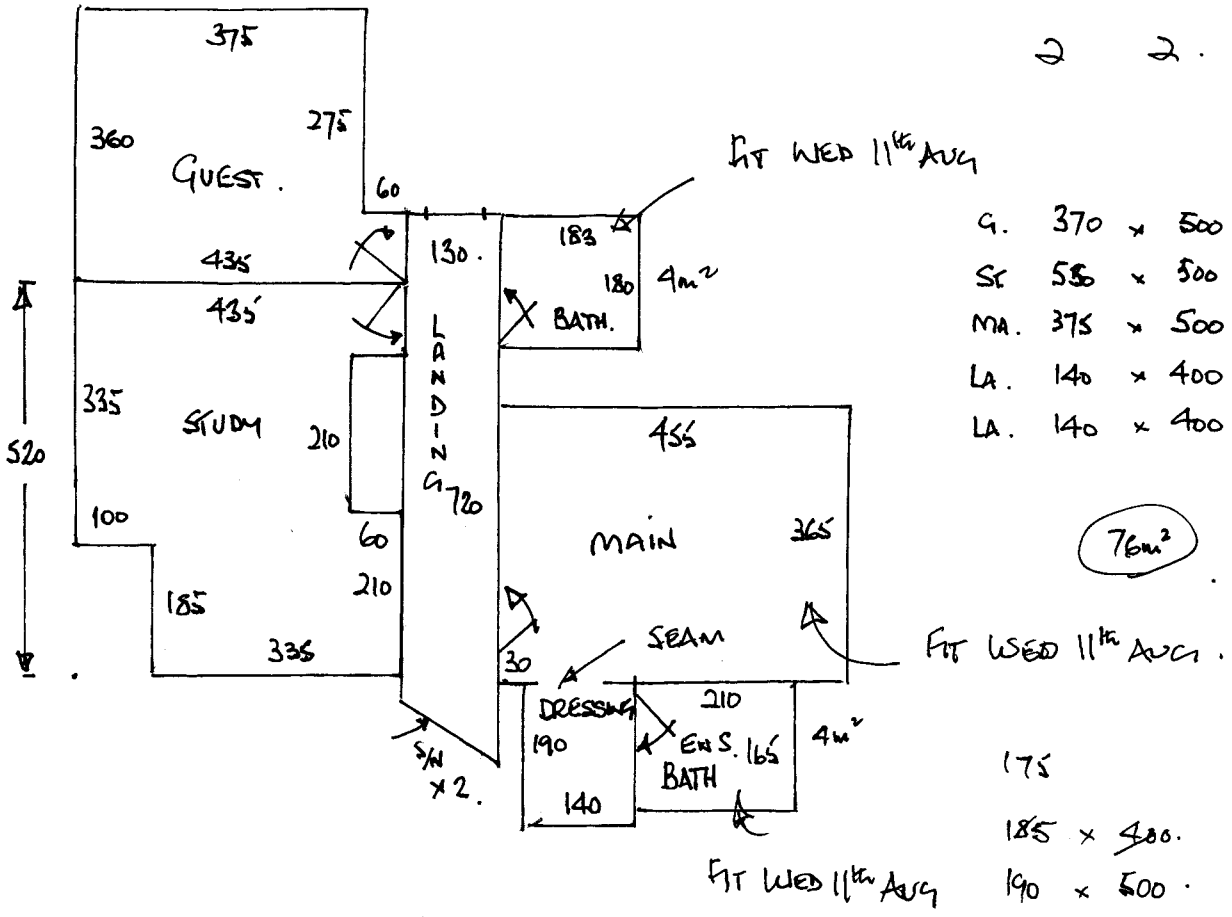 375
2 2.
360
275
GUEST.
FIT WED 11th AUG
60
130.
183
180
4m²
BATH.
435
435
LANDING
335
STUDY
210
720
520
100
60
210
185
335
455
MAIN
365
SEAM
30
DRESSING
190
140
210
EN S. 165
BATH
4m²
S/N
x 2.
FIT WED 11th AUG.
FIT WED 11th AUG
G. 370 x 500
ST 550 x 500
MA. 375 x 500
LA. 140 x 400
LA. 140 x 400
76m²
175
185 x 400.
190 x 500.